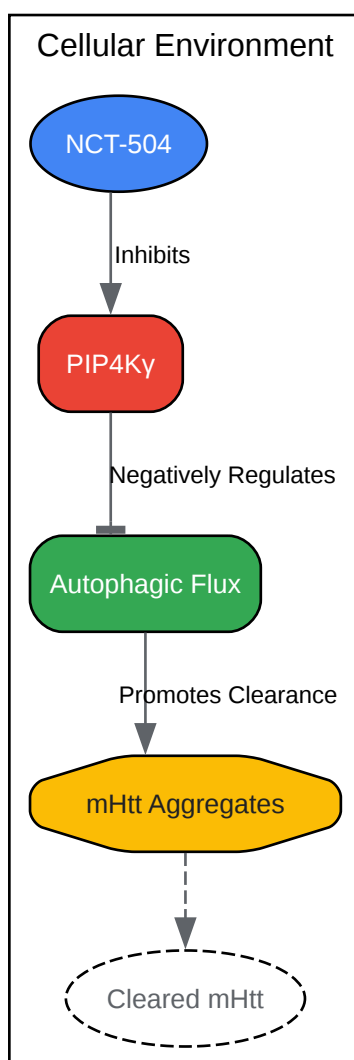 Cellular Environment
NCT-504
Inhibits
PIP4Kγ
Negatively Regulates
Autophagic Flux
Promotes Clearance
mHtt Aggregates
Cleared mHtt